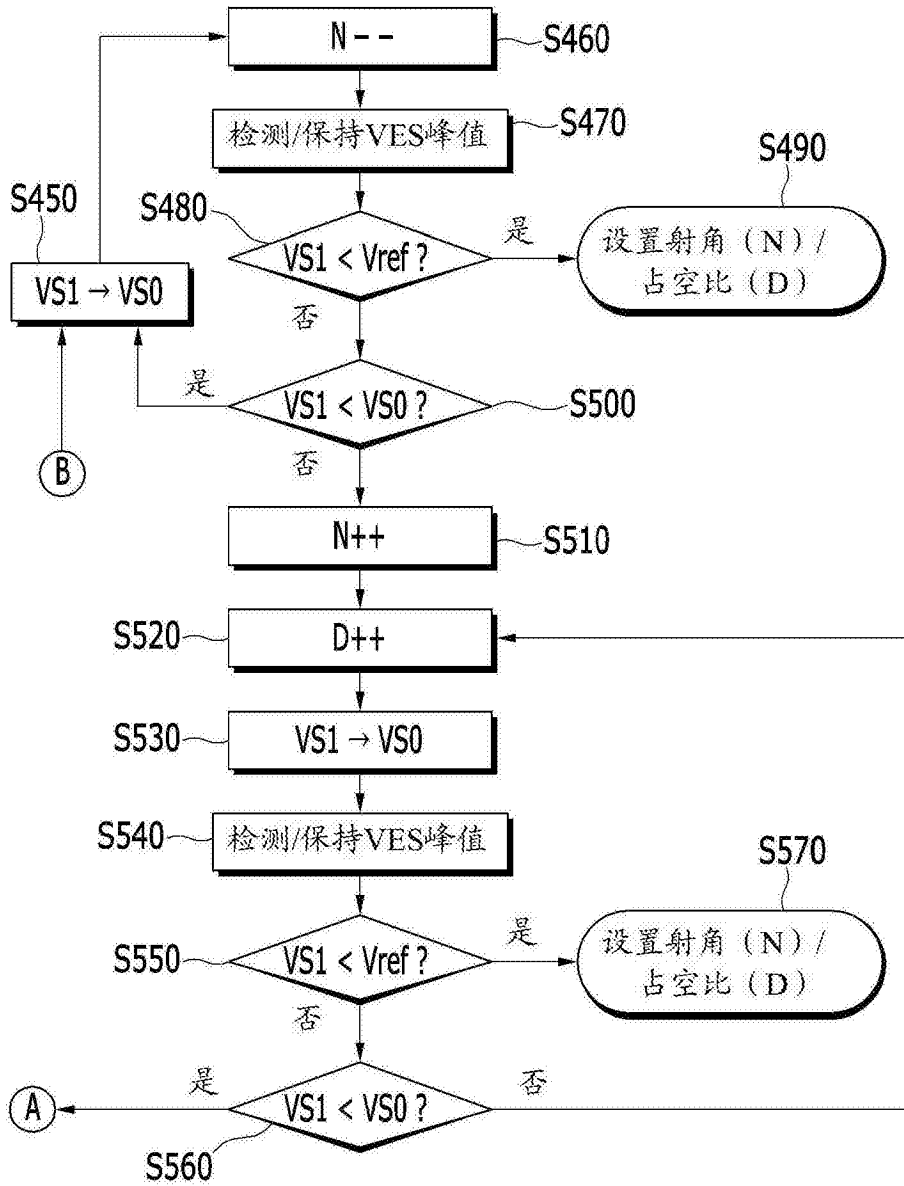 N--
S460
检测/保持VES峰值
S470
S450
VS1→VS0
S480
VS1 < Vref ?
是
S490
设置射角（N）/
占空比（D）
否
是
VS1 < VS0 ?
S500
B
否
N++
S510
S520
D++
S530
VS1→VS0
S540
检测/保持VES峰值
S550
VS1 < Vref ?
是
S570
设置射角（N）/
占空比（D）
否
A
是
VS1 < VS0 ?
否
S560